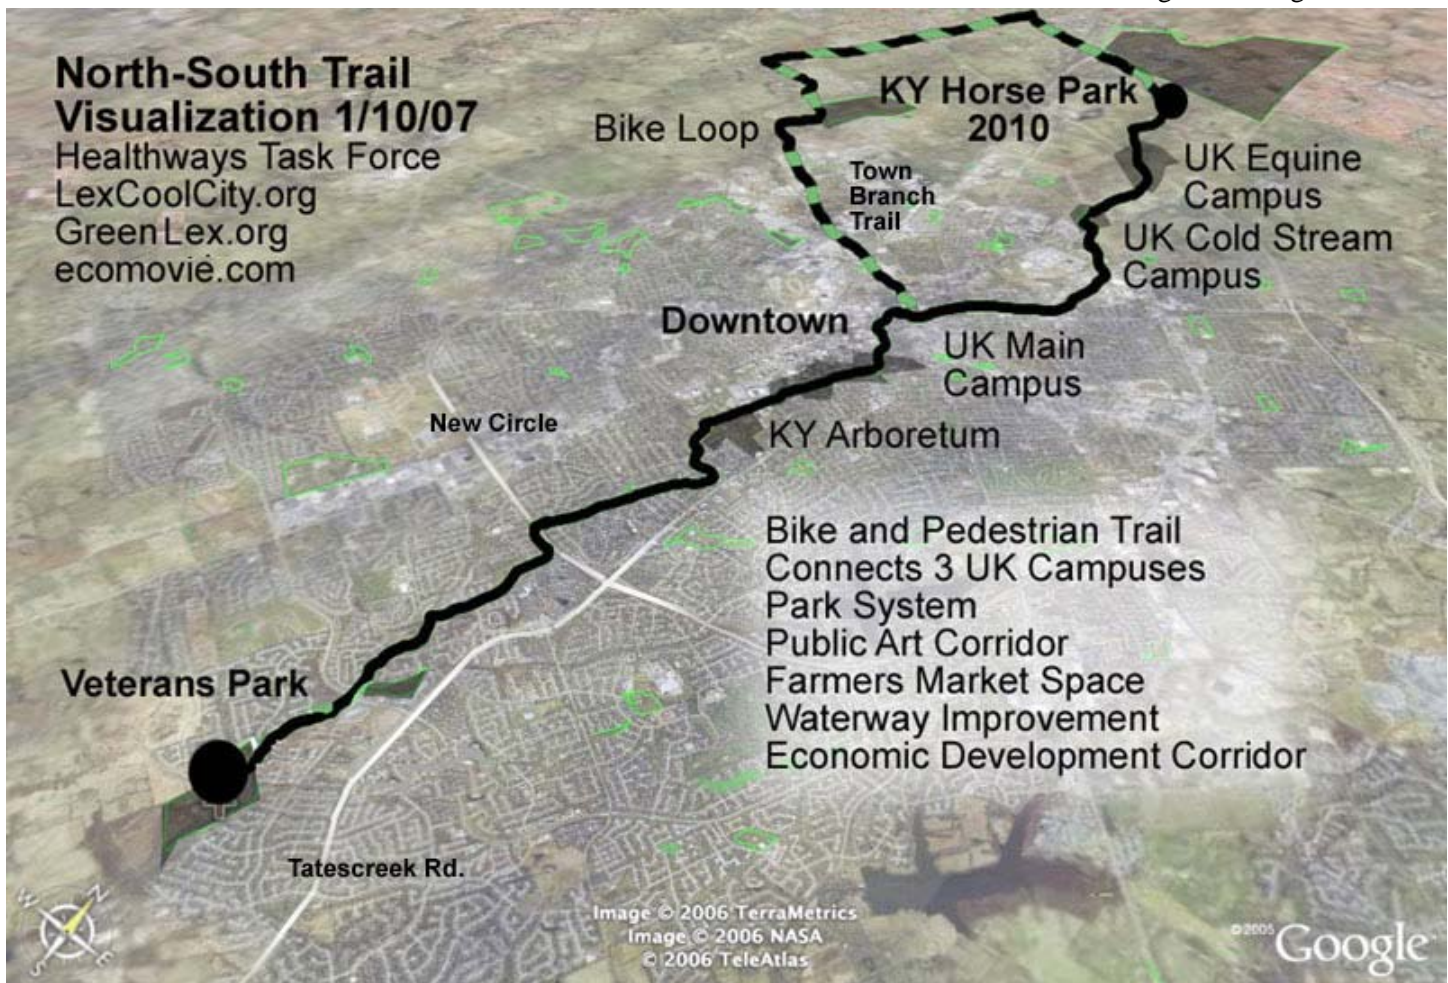 North-South Trail
Visualization 1/10/07
Healthways Task Force
LexCoolCity.org
GreenLex.org
ecomovie.com
Bike Loop
KY Horse Park
2010
Town
Branch
Trail
UK Equine
Campus
UK Cold Stream
Campus
Downtown
UK Main
Campus
New Circle
KY Arboretum
Bike and Pedestrian Trail
Connects 3 UK Campuses
Park System
Public Art Corridor
Farmers Market Space
Waterway Improvement
Economic Development Corridor
Veterans Park
Tatescreek Rd.
W N
S E
Image © 2006 TerraMetrics
Image © 2006 NASA
© 2006 TeleAtlas
© 2005 Google